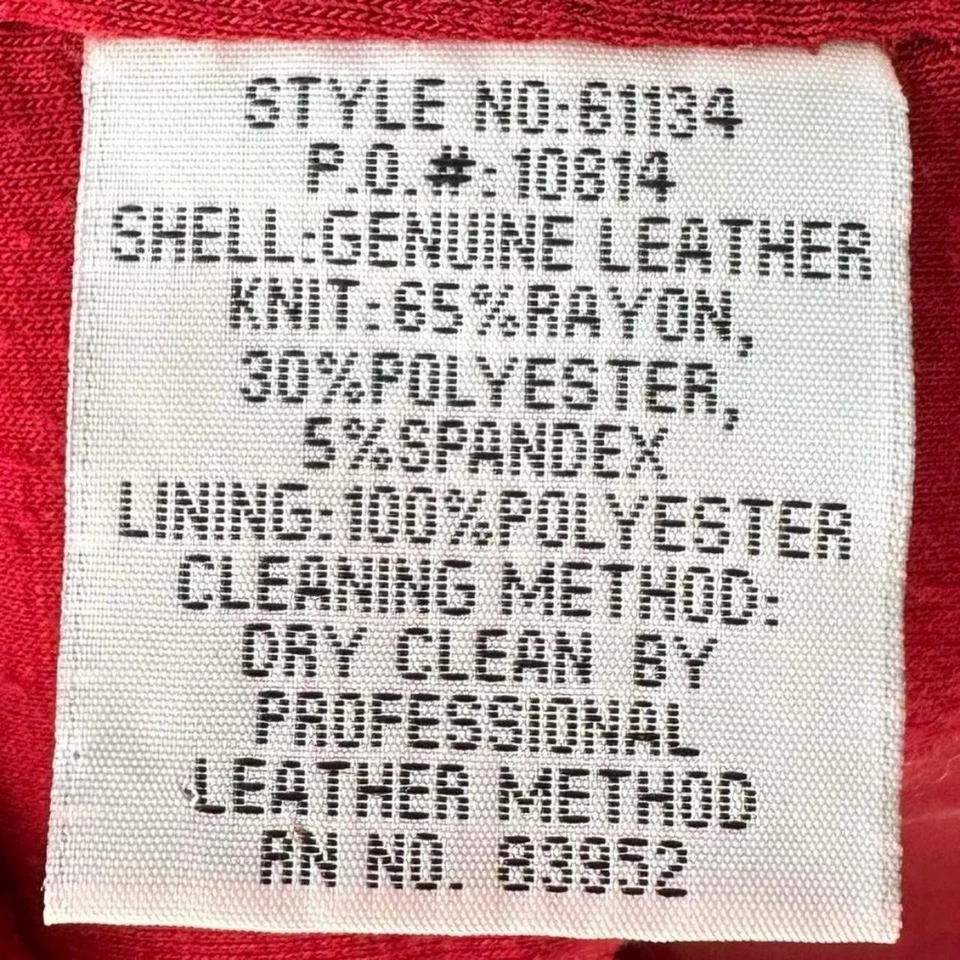 STYLE NO:61134
P.O.#:10814
SHELL:GENUINE LEATHER
KNIT:65%RAYON,
30%POLYESTER,
5%SPANDEX
LINING:100%POLYESTER
CLEANING METHOD:
DRY CLEAN BY
PROFESSIONAL
LEATHER METHOD
RN NO. 83952